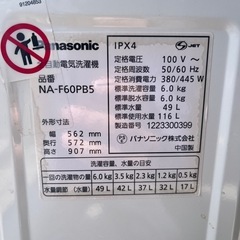 91204853
Panasonic
自動電気洗濯機
品番
NA-F60PB5
外形寸法
幅 562 mm
奥行 572 mm
高さ 907 mm
IPX4
JET
定格電圧 100 V~
定格周波数 50/60 Hz
定格消費電力 380/445 W
標準洗濯容量 6.0 kg
標準脱水容量 6.0 kg
標準水量 49 L
標準使用水量 116 L
製造番号 1223300399
パナソニック株式会社
中国製
洗濯容量、水量の目安
一回の洗物の量 6.0 kg 3.5 kg 2.3 kg 1.2 kg 0.5 kg
水量調節(水量) 49 L 42 L 37 L 32 L 17 L